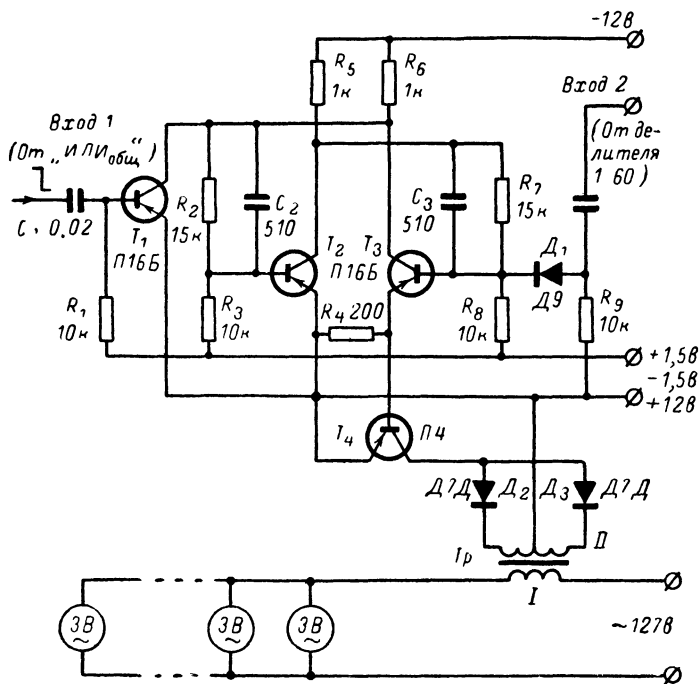 -12в
R5
1к
R6
1к
Вход 1
(От „ИЛИобщ“)
Вход 2
(От де-
лителя
1 60)
C1 0,02
T1
П16Б
R2
15к
C2
510
C3
510
R7
15к
T2
T3
П16Б
Д1
Д9
R1
10к
R3
10к
R4 200
R8
10к
R9
10к
+1,5в
-1,5в
+12в
T4
П4
Д7Д
Д2
Д3
Д7Д
Тр
II
I
ЗВ
~
ЗВ
~
ЗВ
~
~127в